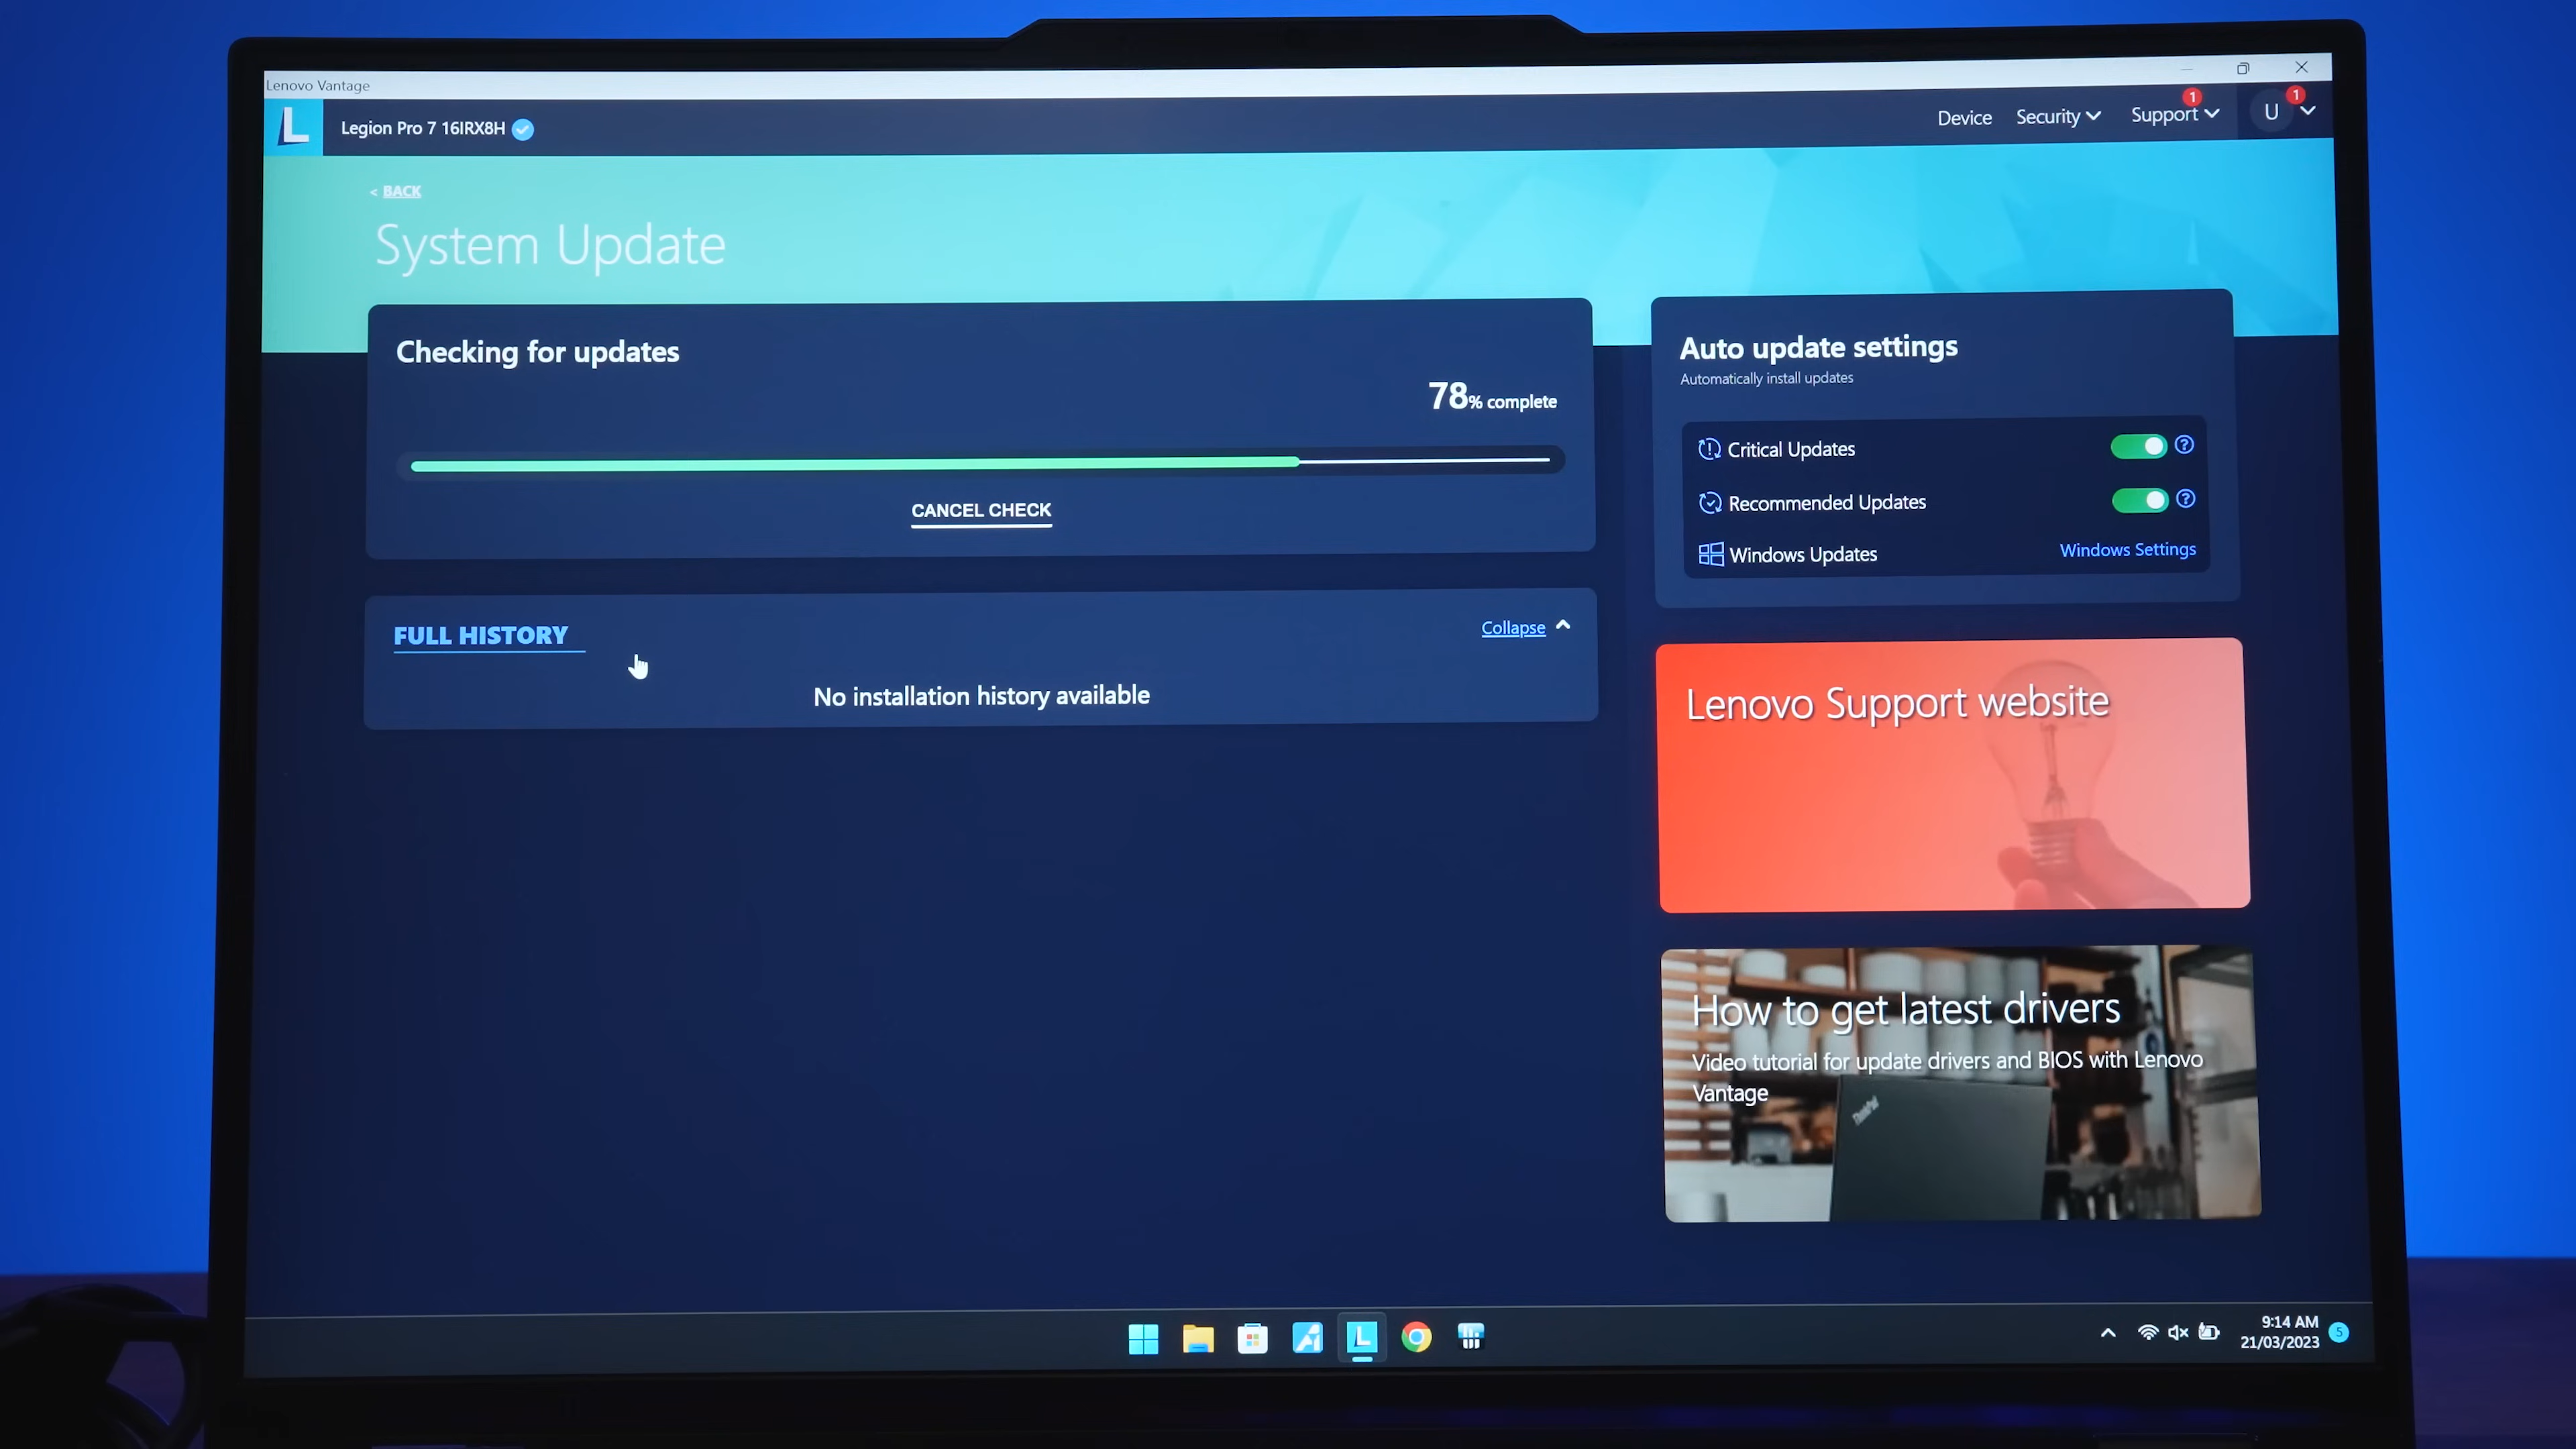 Lenovo Vantage
L
Legion Pro 7 16IRX8H
Device
Security
Support
1
U
1
< BACK
System Update
Checking for updates
78% complete
CANCEL CHECK
FULL HISTORY
Collapse
No installation history available
Auto update settings
Automatically install updates
Critical Updates
?
Recommended Updates
?
Windows Updates
Windows Settings
Lenovo Support website
How to get latest drivers
Video tutorial for update drivers and BIOS with Lenovo
Vantage
ThinkPad
L
9:14 AM
21/03/2023
5